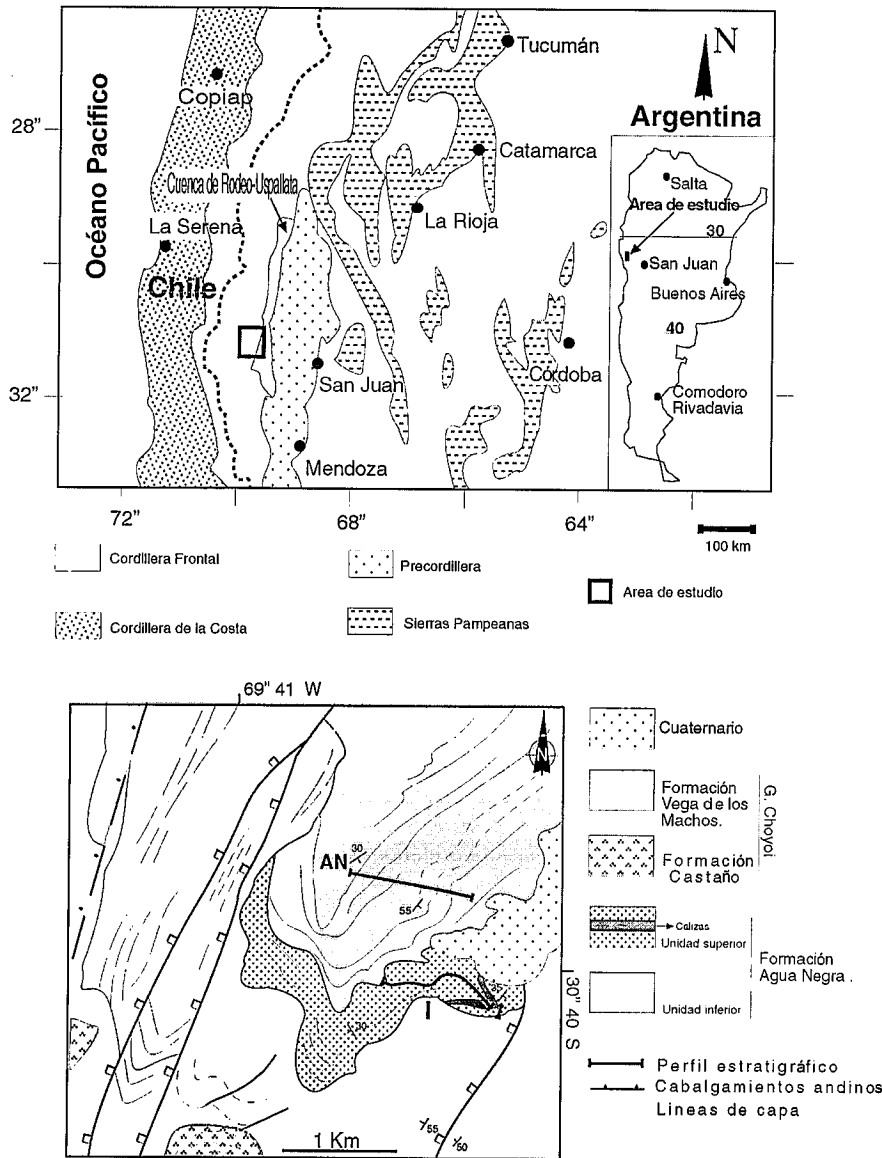 Tucumán
N
Copiap
Argentina
28"
Océano Pacífico
Catamarca
Cuenca de Rodeo-Uspallata
Salta
Area de estudio
La Rioja
30
La Serena
San Juan
Chile
Buenos Aires
40
San Juan
Córdoba
32"
Comodoro
Rivadavia
Mendoza
72"
68"
64"
100 km
Cordillera Frontal
Precordillera
Area de estudio
Cordillera de la Costa
Sierras Pampeanas
69" 41 W
N
Cuaternario
Formación
Vega de los
Machos.
G. Choyoi
Formación
Castaño
AN
30
55
Calizas
Unidad superior
Formación
Agua Negra .
Unidad inferior
30" 40 S
I
30
55
50
1 Km
Perfil estratigráfico
Cabalgamientos andinos
Lineas de capa